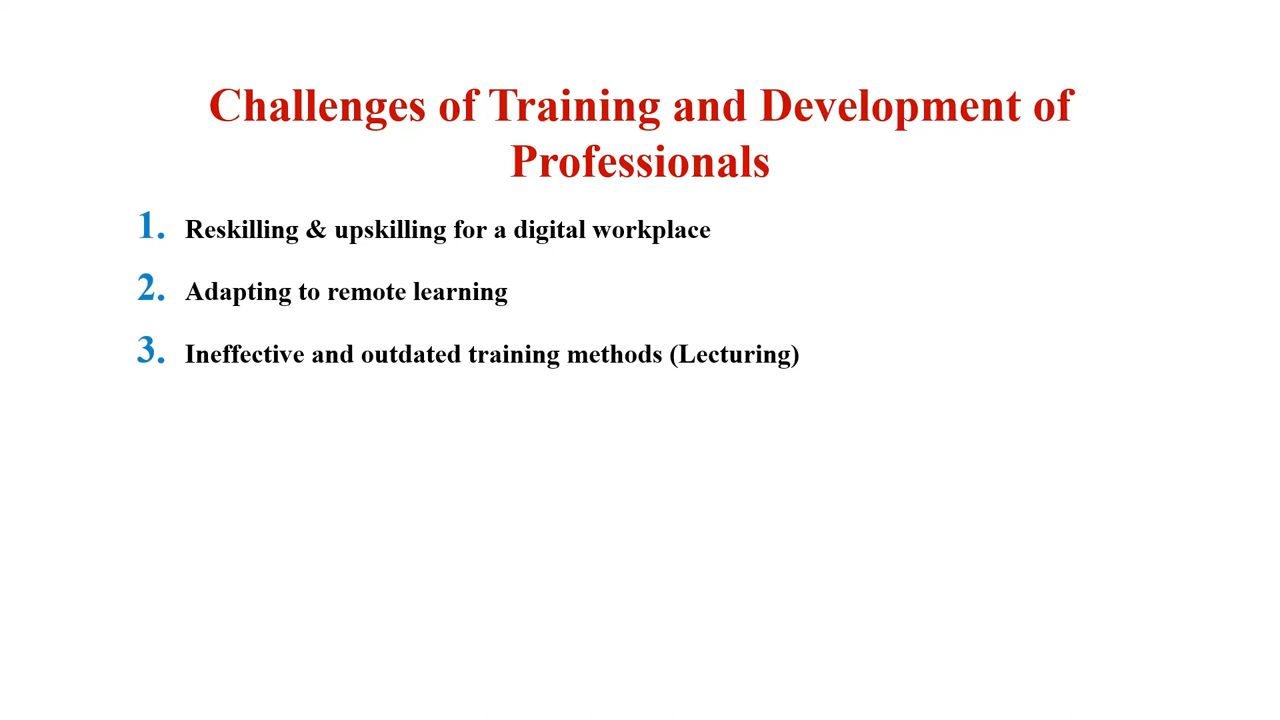 Challenges of Training and Development of
Professionals
1. Reskilling & upskilling for a digital workplace
2. Adapting to remote learning
3. Ineffective and outdated training methods (Lecturing)